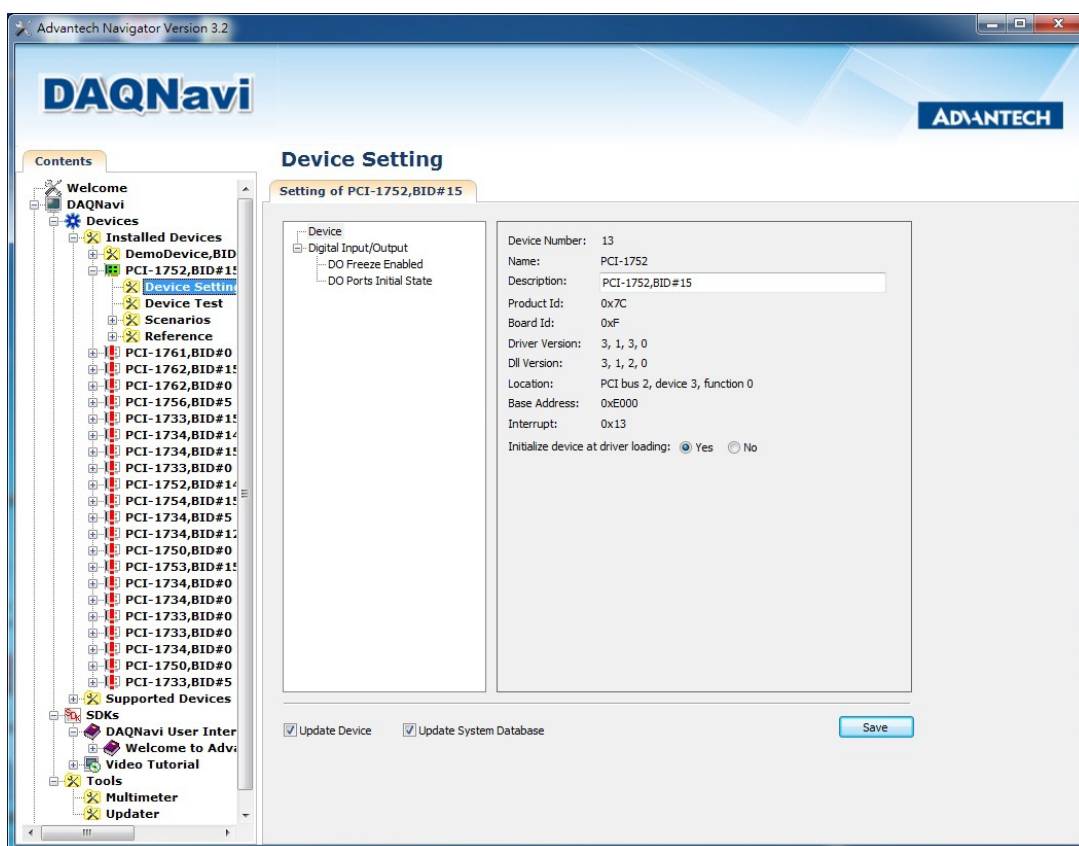 Advantech Navigator Version 3.2
DAQNavi
ADVANTECH
Contents
Welcome
DAQNavi
Devices
Installed Devices
DemoDevice,BID
PCI-1752,BID#15
Device Setting
Device Test
Scenarios
Reference
PCI-1761,BID#0
PCI-1762,BID#15
PCI-1762,BID#0
PCI-1756,BID#5
PCI-1733,BID#15
PCI-1734,BID#14
PCI-1734,BID#15
PCI-1733,BID#0
PCI-1752,BID#14
PCI-1754,BID#15
PCI-1734,BID#5
PCI-1734,BID#12
PCI-1750,BID#0
PCI-1753,BID#15
PCI-1734,BID#0
PCI-1734,BID#0
PCI-1733,BID#0
PCI-1733,BID#0
PCI-1734,BID#0
PCI-1750,BID#0
PCI-1733,BID#5
Supported Devices
SDKs
DAQNavi User Inter
Welcome to Adva
Video Tutorial
Tools
Multimeter
Updater
Device Setting
Setting of PCI-1752,BID#15
Device
Digital Input/Output
DO Freeze Enabled
DO Ports Initial State
Device Number: 13
Name: PCI-1752
Description: PCI-1752,BID#15
Product Id: 0x7C
Board Id: 0xF
Driver Version: 3, 1, 3, 0
Dll Version: 3, 1, 2, 0
Location: PCI bus 2, device 3, function 0
Base Address: 0xE000
Interrupt: 0x13
Initialize device at driver loading: Yes No
Update Device Update System Database Save